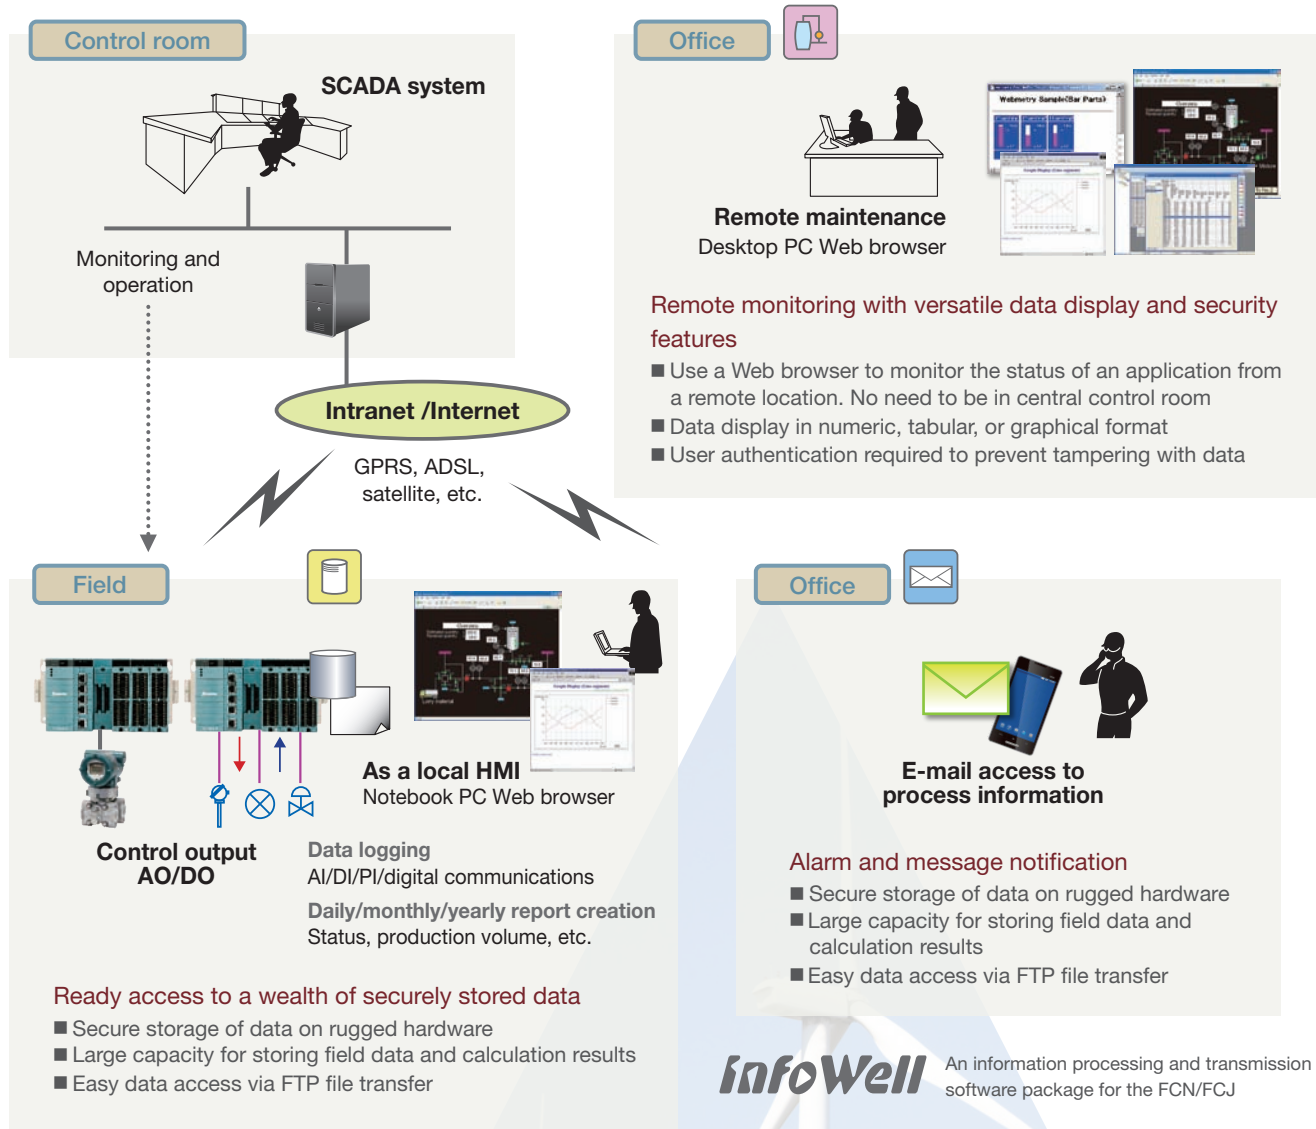 Control room
SCADA system
Monitoring and
operation
Intranet /Internet
GPRS, ADSL,
satellite, etc.
Office
Webmetry Sample(Bar Parts)
Remote maintenance
Desktop PC Web browser
Remote monitoring with versatile data display and security
features
■ Use a Web browser to monitor the status of an application from
a remote location. No need to be in central control room
■ Data display in numeric, tabular, or graphical format
■ User authentication required to prevent tampering with data
Field
As a local HMI
Notebook PC Web browser
Control output
AO/DO
Data logging
AI/DI/PI/digital communications
Daily/monthly/yearly report creation
Status, production volume, etc.
Ready access to a wealth of securely stored data
■ Secure storage of data on rugged hardware
■ Large capacity for storing field data and calculation results
■ Easy data access via FTP file transfer
Office
E-mail access to
process information
Alarm and message notification
■ Secure storage of data on rugged hardware
■ Large capacity for storing field data and
calculation results
■ Easy data access via FTP file transfer
InfoWell
An information processing and transmission
software package for the FCN/FCJ